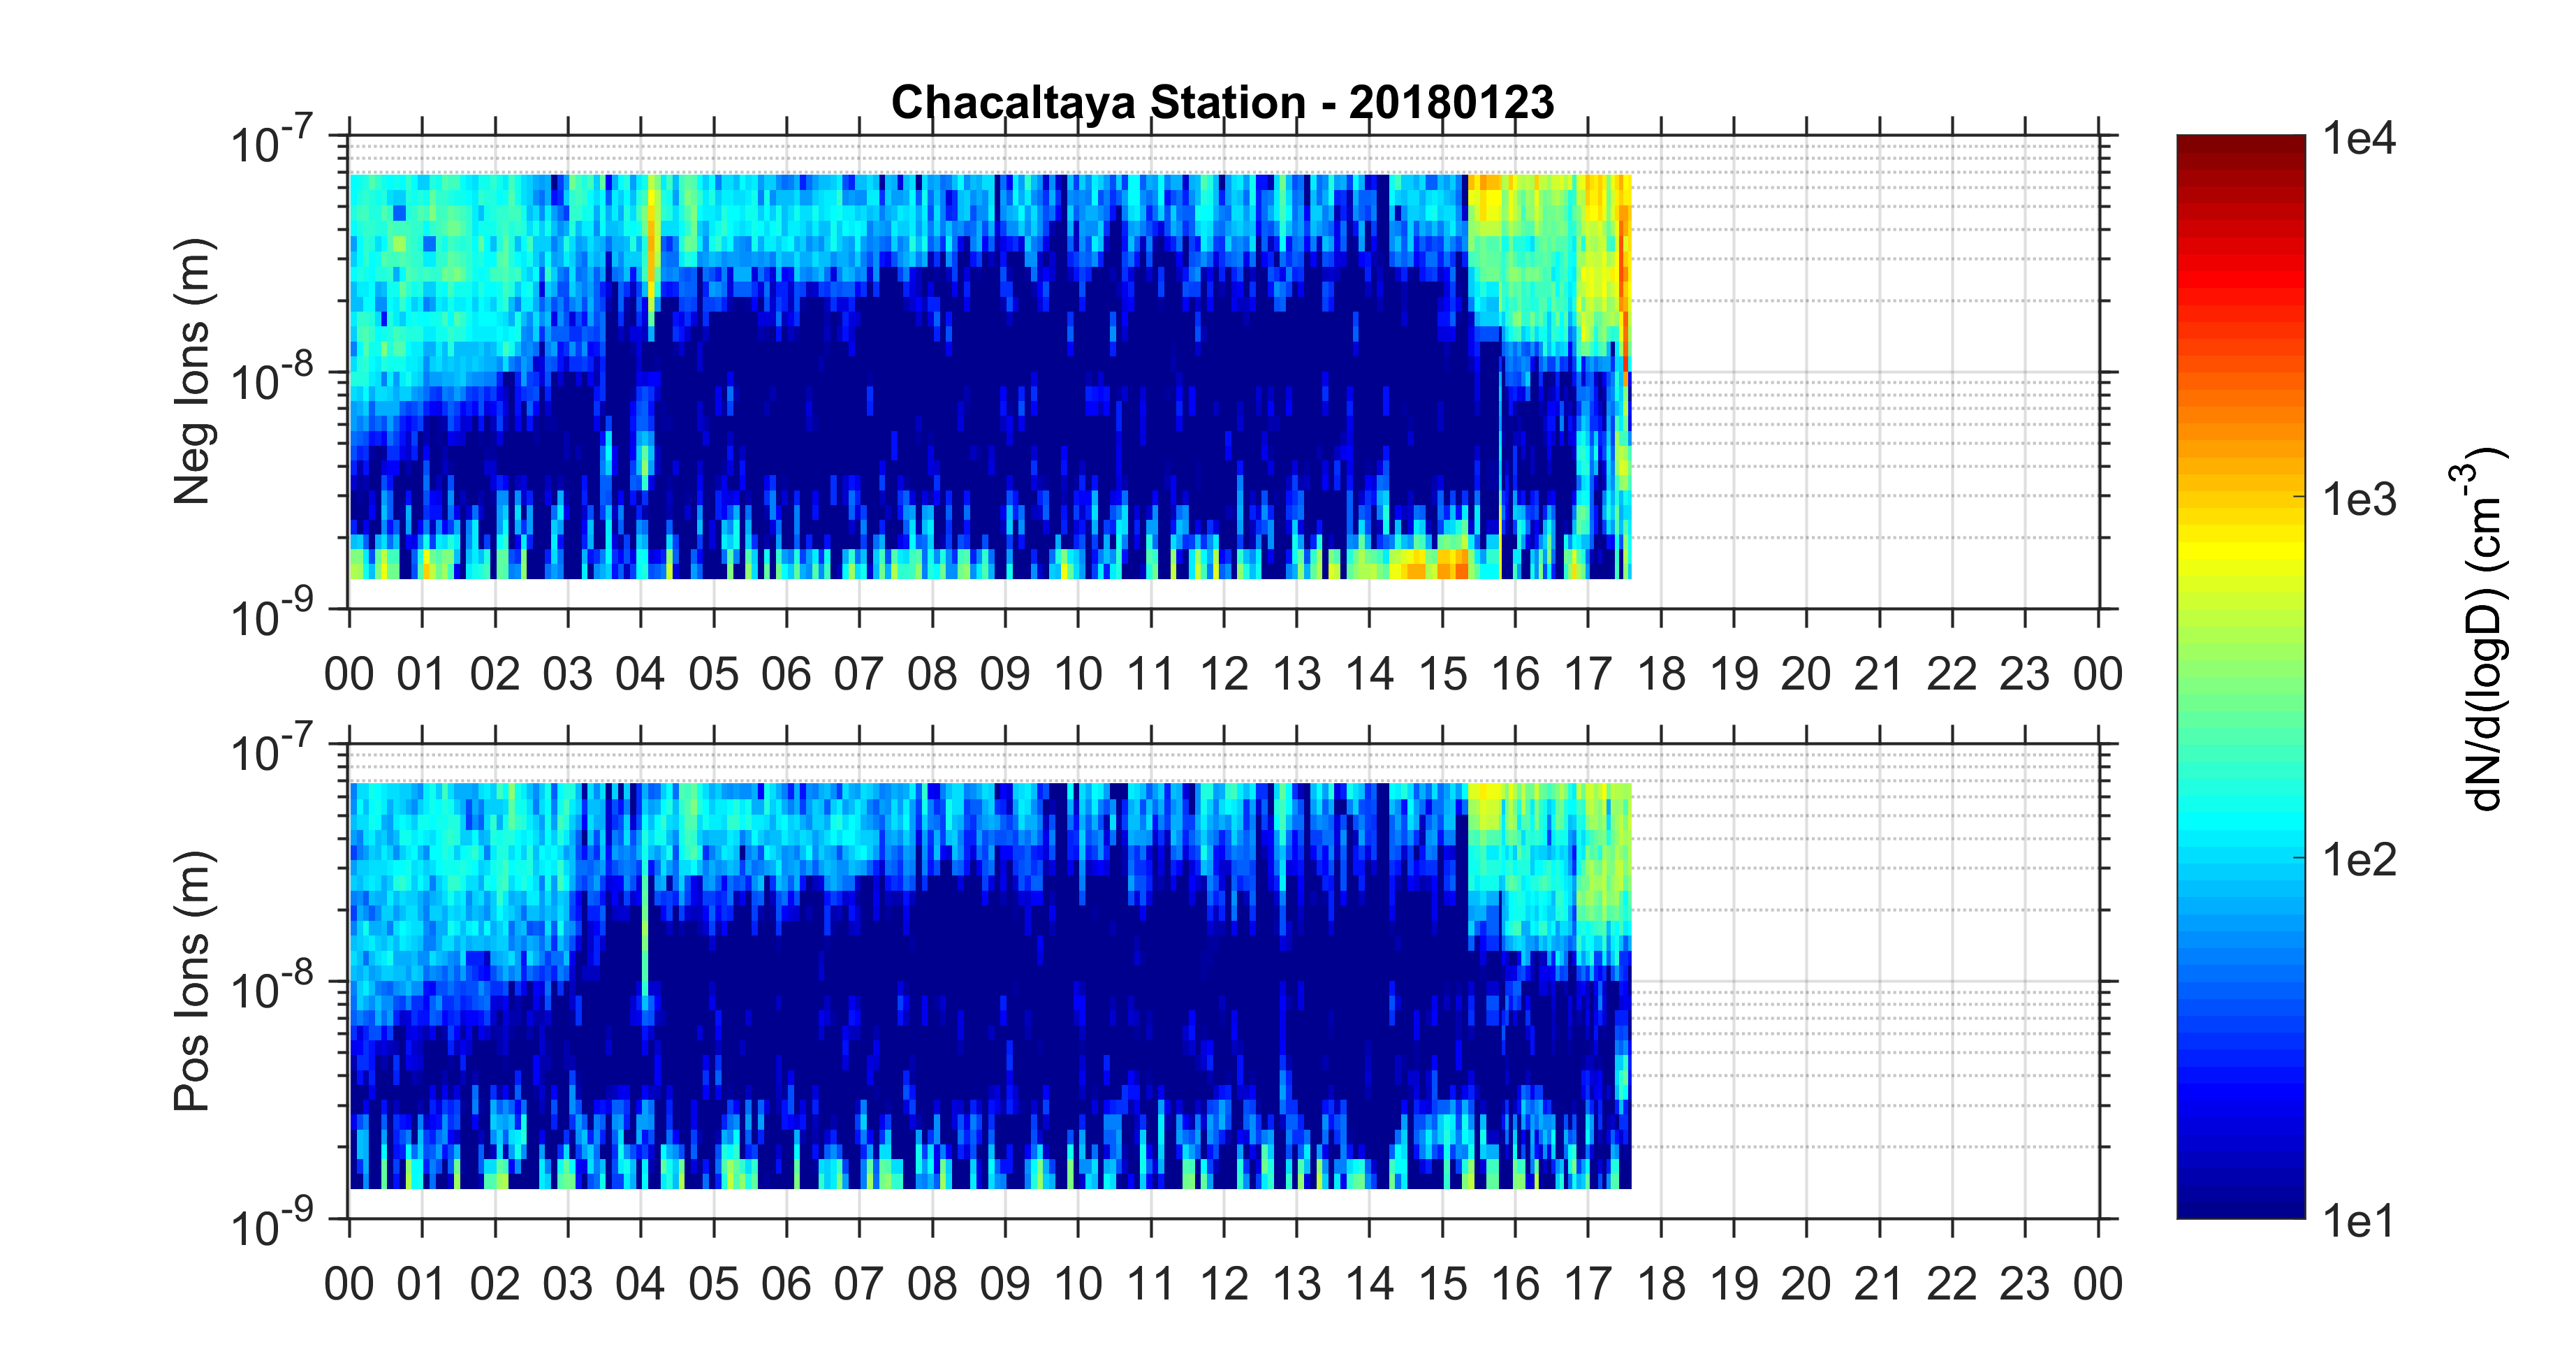 Chacaltaya Station - 20180123
10-7
10-8
10-9
Neg Ions (m)
00 01 02 03 04 05 06 07 08 09 10 11 12 13 14 15 16 17 18 19 20 21 22 23 00
10-7
10-8
10-9
Pos Ions (m)
00 01 02 03 04 05 06 07 08 09 10 11 12 13 14 15 16 17 18 19 20 21 22 23 00
1e4
1e3
1e2
1e1
dN/d(logD) (cm-3)